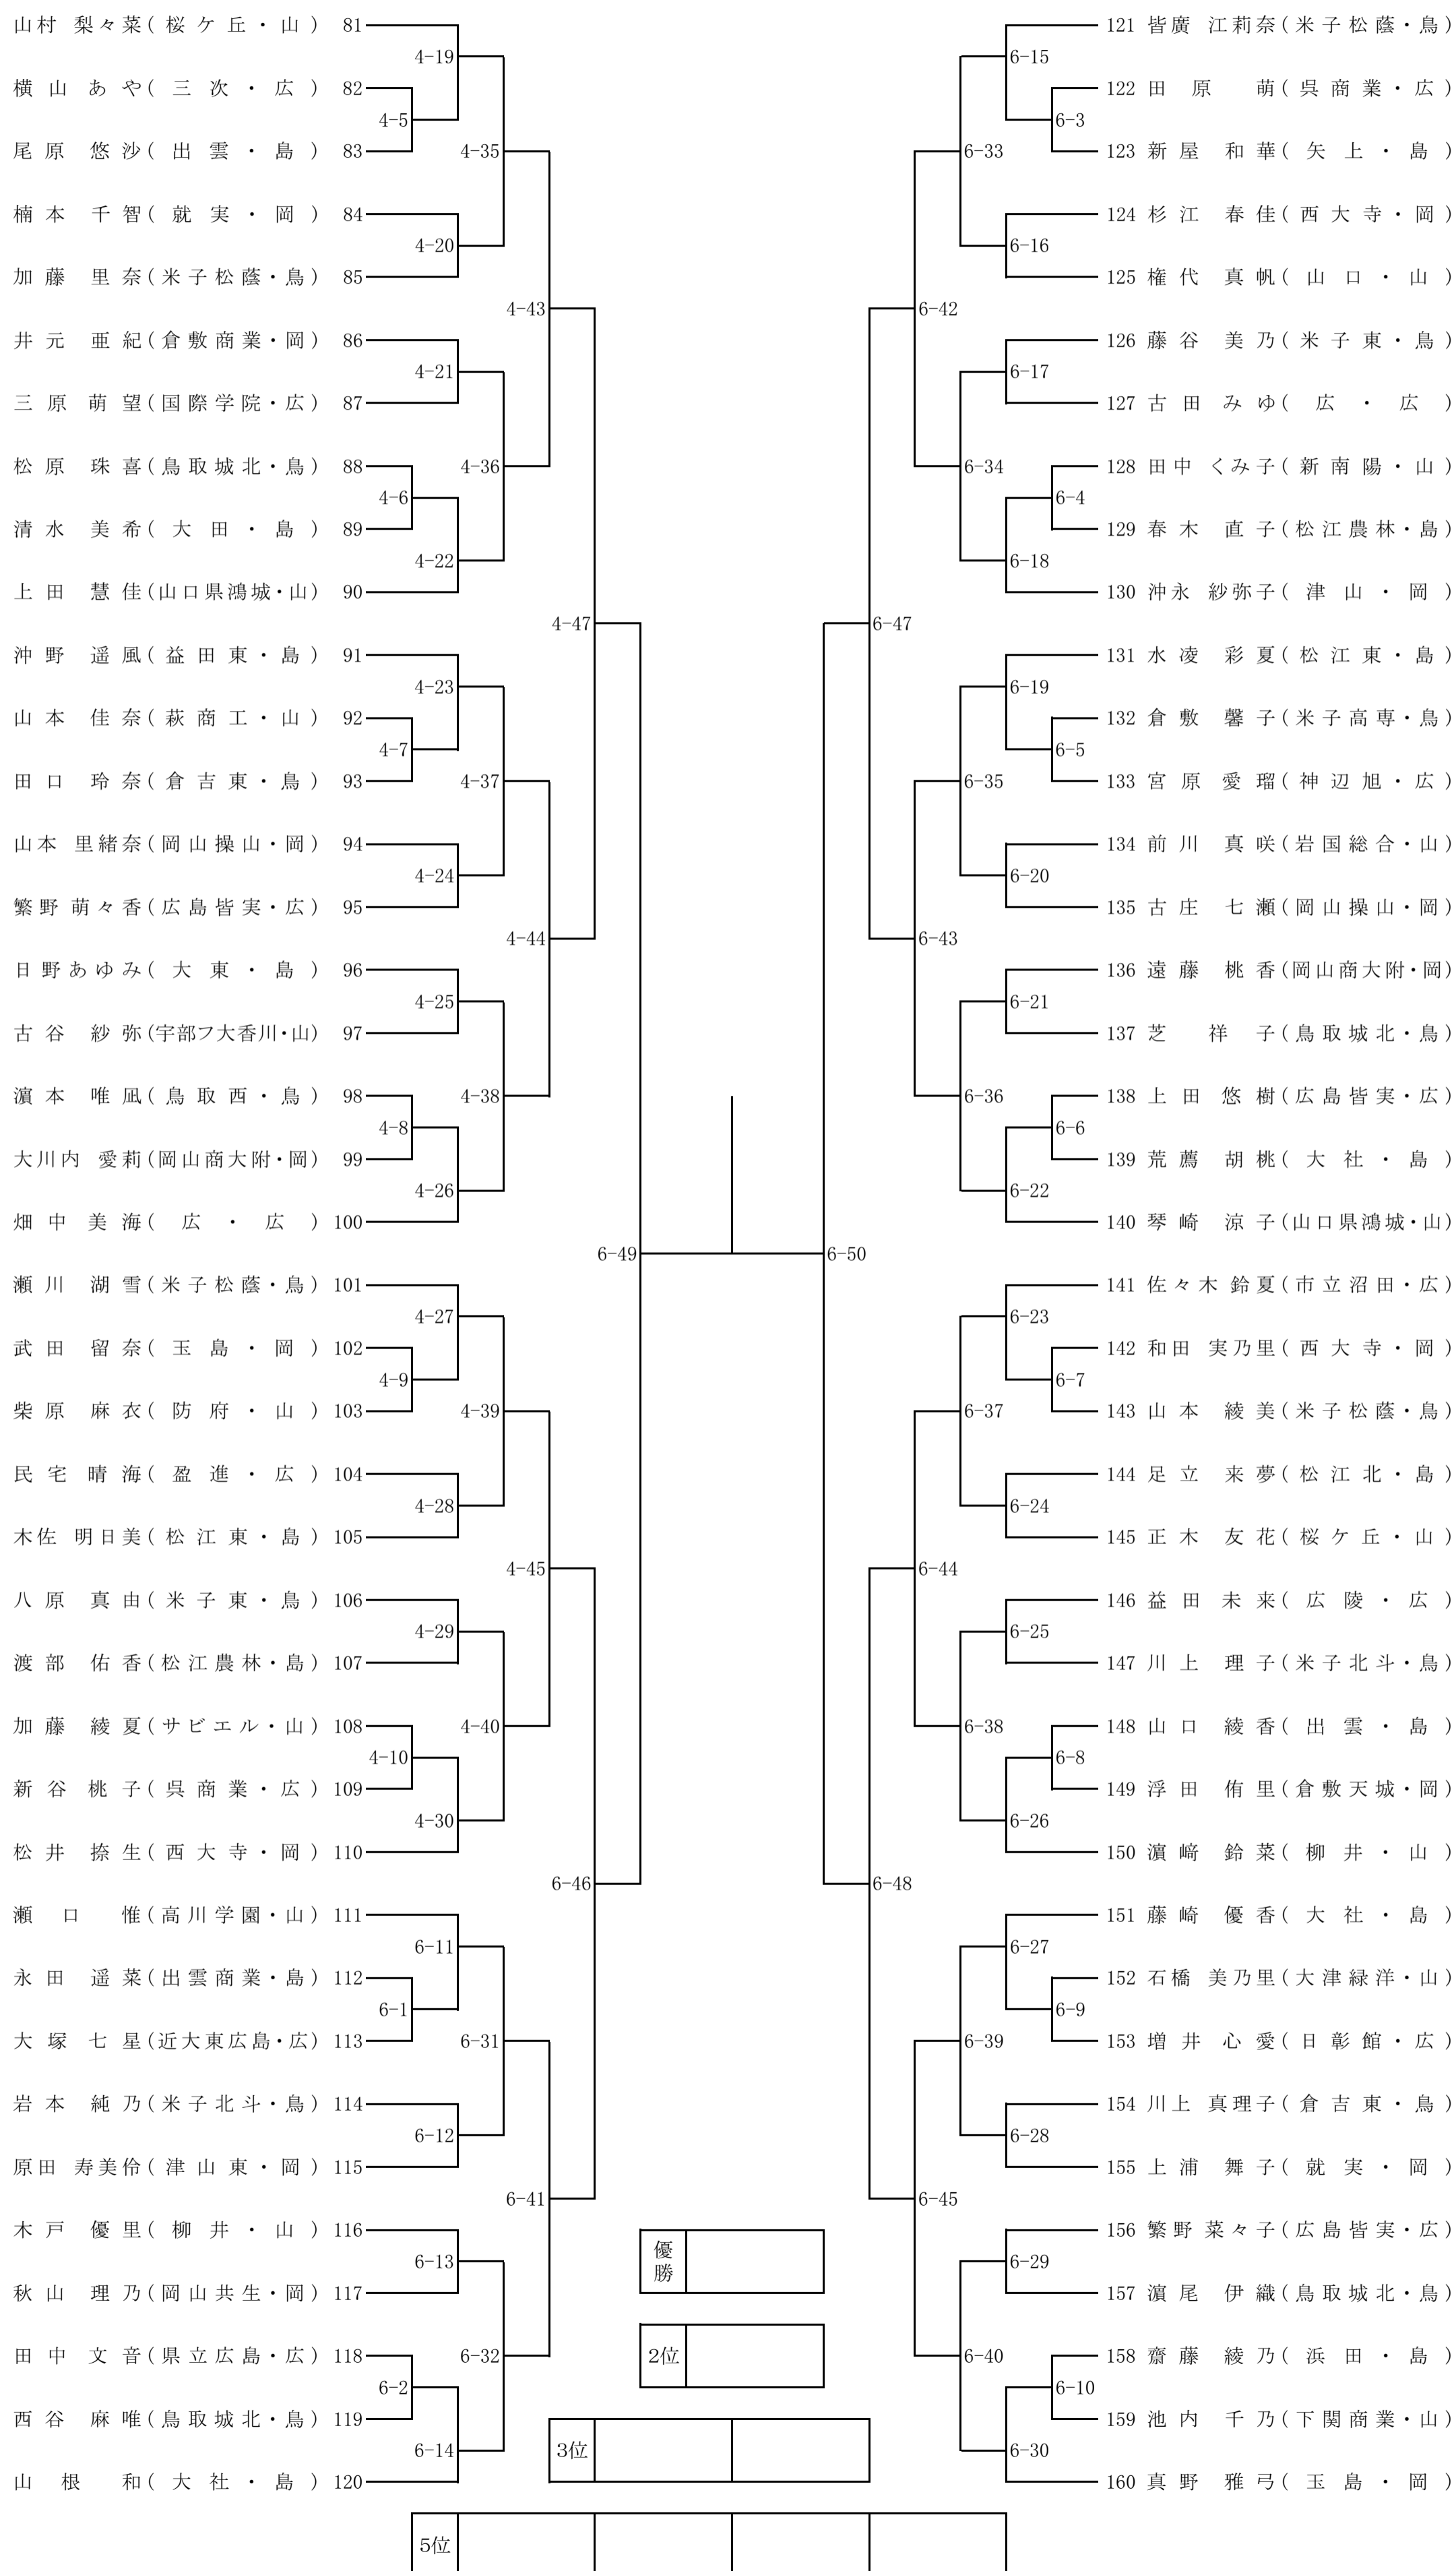 山村 梨々菜(桜ケ丘・山) 81
4-19
横山 あや(三次・広) 82
4-5
尾原 悠沙(出雲・島) 83
4-35
楠本 千智(就実・岡) 84
4-20
加藤 里奈(米子松蔭・鳥) 85
4-43
井元 亜紀(倉敷商業・岡) 86
4-21
三原 萌望(国際学院・広) 87
松原 珠喜(鳥取城北・鳥) 88
4-36
4-6
清水 美希(大田・島) 89
4-22
上田 慧佳(山口県鴻城・山) 90
4-47
沖野 遥風(益田東・島) 91
4-23
山本 佳奈(萩商工・山) 92
4-7
田口 玲奈(倉吉東・鳥) 93
4-37
山本 里緒奈(岡山操山・岡) 94
4-24
繁野 萌々香(広島皆実・広) 95
4-44
日野あゆみ(大東・島) 96
4-25
古谷 紗弥(宇部フ大香川・山) 97
濵本 唯凪(鳥取西・鳥) 98
4-38
4-8
大川内 愛莉(岡山商大附・岡) 99
4-26
畑中 美海(広・広) 100
6-49
瀬川 湖雪(米子松蔭・鳥) 101
4-27
武田 留奈(玉島・岡) 102
4-9
柴原 麻衣(防府・山) 103
4-39
民宅 晴海(盈進・広) 104
4-28
木佐 明日美(松江東・島) 105
4-45
八原 真由(米子東・鳥) 106
4-29
渡部 佑香(松江農林・島) 107
加藤 綾夏(サビエル・山) 108
4-40
4-10
新谷 桃子(呉商業・広) 109
4-30
松井 捺生(西大寺・岡) 110
6-46
瀬口 惟(高川学園・山) 111
6-11
永田 遥菜(出雲商業・島) 112
6-1
大塚 七星(近大東広島・広) 113
6-31
岩本 純乃(米子北斗・鳥) 114
6-12
原田 寿美伶(津山東・岡) 115
6-41
木戸 優里(柳井・山) 116
6-13
秋山 理乃(岡山共生・岡) 117
田中 文音(県立広島・広) 118
6-32
6-2
西谷 麻唯(鳥取城北・鳥) 119
6-14
山根 和(大社・島) 120
121 皆廣 江莉奈(米子松蔭・鳥)
6-15
122 田原 萌(呉商業・広)
6-3
123 新屋 和華(矢上・島)
6-33
124 杉江 春佳(西大寺・岡)
6-16
125 権代 真帆(山口・山)
6-42
126 藤谷 美乃(米子東・鳥)
6-17
127 古田 みゆ(広・広)
128 田中 くみ子(新南陽・山)
6-34
6-4
129 春木 直子(松江農林・島)
6-18
130 沖永 紗弥子(津山・岡)
6-47
131 水凌 彩夏(松江東・島)
6-19
132 倉敷 馨子(米子高専・鳥)
6-5
133 宮原 愛瑠(神辺旭・広)
6-35
134 前川 真咲(岩国総合・山)
6-20
135 古庄 七瀬(岡山操山・岡)
6-43
136 遠藤 桃香(岡山商大附・岡)
6-21
137 芝 祥子(鳥取城北・鳥)
138 上田 悠樹(広島皆実・広)
6-36
6-6
139 荒薦 胡桃(大社・島)
6-22
140 琴崎 涼子(山口県鴻城・山)
6-50
141 佐々木 鈴夏(市立沼田・広)
6-23
142 和田 実乃里(西大寺・岡)
6-7
143 山本 綾美(米子松蔭・鳥)
6-37
144 足立 来夢(松江北・島)
6-24
145 正木 友花(桜ケ丘・山)
6-44
146 益田 未来(広陵・広)
6-25
147 川上 理子(米子北斗・鳥)
148 山口 綾香(出雲・島)
6-38
6-8
149 浮田 侑里(倉敷天城・岡)
6-26
150 濵﨑 鈴菜(柳井・山)
6-48
151 藤崎 優香(大社・島)
6-27
152 石橋 美乃里(大津緑洋・山)
6-9
153 増井 心愛(日彰館・広)
6-39
154 川上 真理子(倉吉東・鳥)
6-28
155 上浦 舞子(就実・岡)
6-45
156 繁野 菜々子(広島皆実・広)
6-29
157 濵尾 伊織(鳥取城北・鳥)
158 齋藤 綾乃(浜田・島)
6-40
6-10
159 池内 千乃(下関商業・山)
6-30
160 真野 雅弓(玉島・岡)
優勝
2位
3位
5位